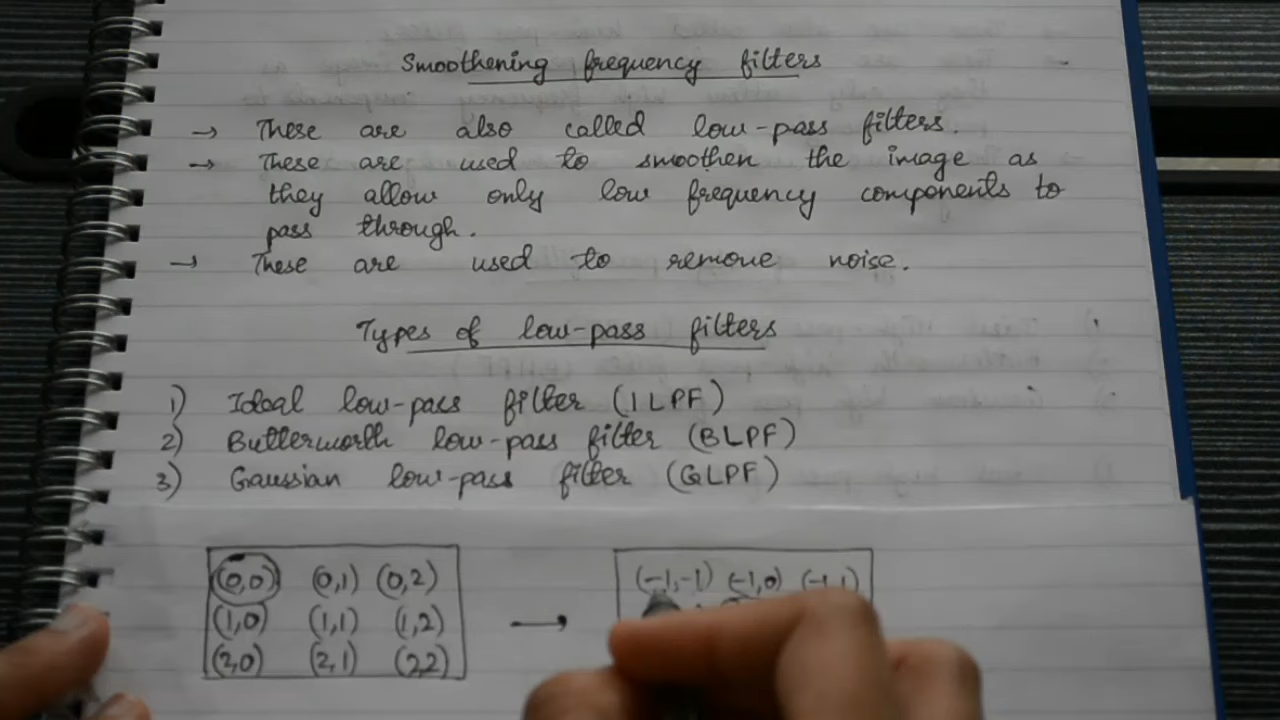 Smoothening frequency filters
→ These are also called low-pass filters.
→ These are used to smoothen the image as
they allow only low frequency components to
pass through.
→ These are used to remove noise.
Types of low-pass filters
1) Ideal low-pass filter (ILPF)
2) Butterworth low-pass filter (BLPF)
3) Gaussian low-pass filter (GLPF)
(0,0) (0,1) (0,2) (-1,-1) (-1,0) (-1,1)
(1,0) (1,1) (1,2) →
(2,0) (2,1) (2,2)